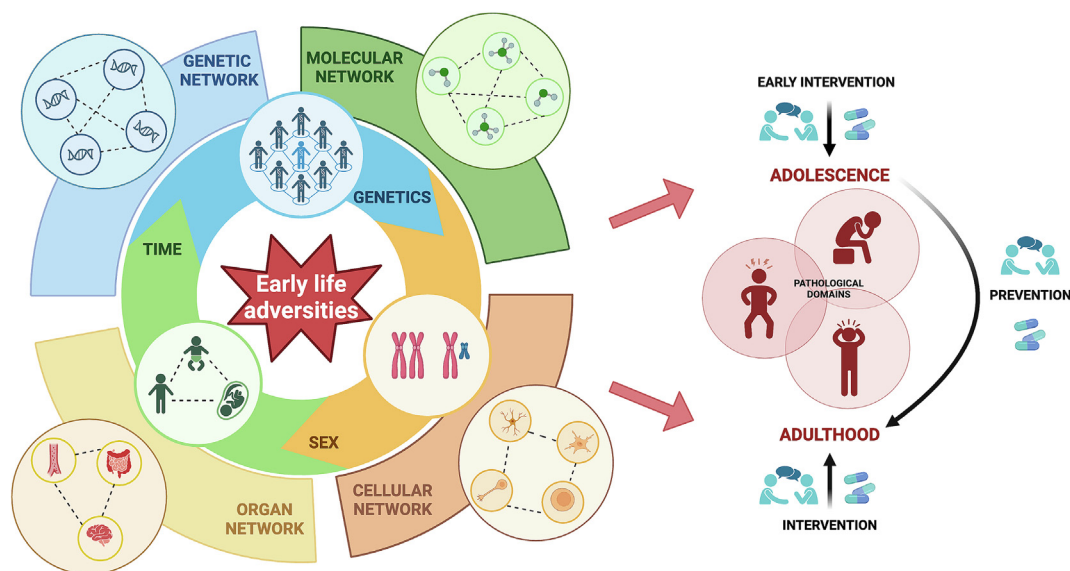 GENETIC
NETWORK
MOLECULAR
NETWORK
GENETICS
TIME
Early life
adversities
SEX
ORGAN
NETWORK
CELLULAR
NETWORK
EARLY INTERVENTION
ADOLESCENCE
PATHOLOGICAL
DOMAINS
PREVENTION
ADULTHOOD
INTERVENTION